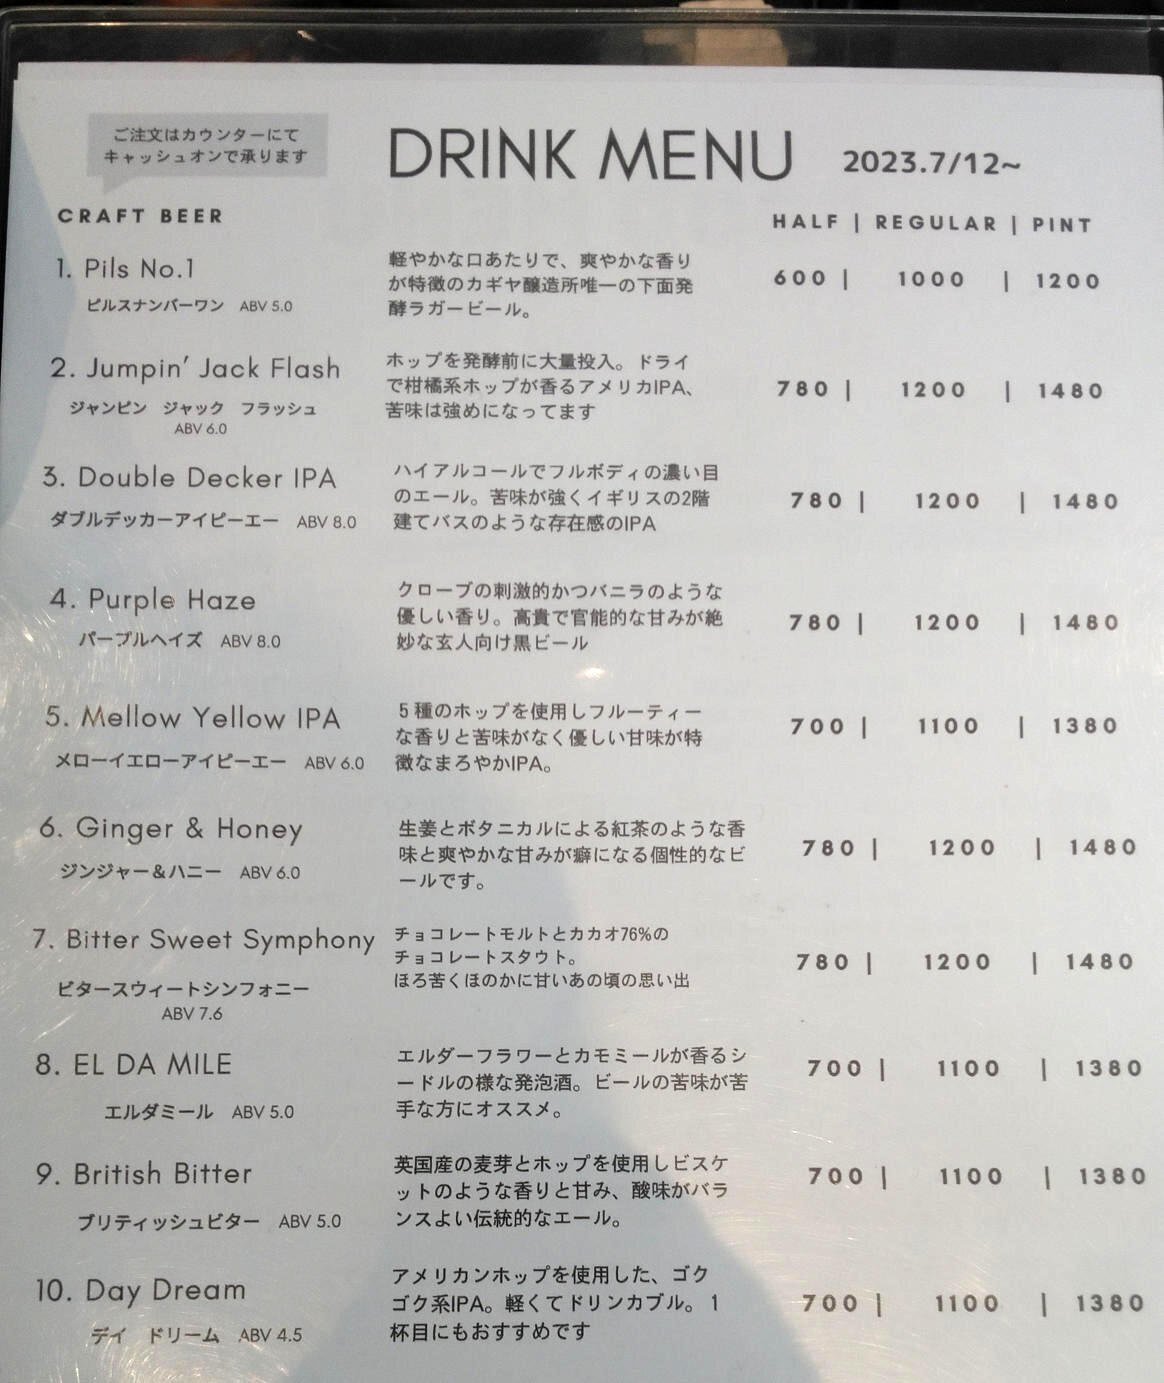 ご注文はカウンターにて
キャッシュオンで承ります
DRINK MENU 2023.7/12~
CRAFT BEER
HALF | REGULAR | PINT
1. Pils No.1
ピルスナンバーワン ABV 5.0
軽やかな口あたりで、爽やかな香り
が特徴のカギヤ醸造所唯一の下面発
酵ラガービール。
600 | 1000 | 1200
2. Jumpin' Jack Flash
ジャンピン ジャック フラッシュ
ABV 6.0
ホップを発酵前に大量投入。ドライ
で柑橘系ホップが香るアメリカIPA、
苦味は強めになってます
780 | 1200 | 1480
3. Double Decker IPA
ダブルデッカーアイピーエー ABV 8.0
ハイアルコールでフルボディの濃い目
のエール。苦味が強くイギリスの2階
建てバスのような存在感のIPA
780 | 1200 | 1480
4. Purple Haze
パープルヘイズ ABV 8.0
クローブの刺激的かつバニラのような
優しい香り。高貴で官能的な甘みが絶
妙な玄人向け黒ビール
780 | 1200 | 1480
5. Mellow Yellow IPA
メローイエローアイピーエー ABV 6.0
5種のホップを使用しフルーティー
な香りと苦味がなく優しい甘味が特
徴なまろやかIPA。
700 | 1100 | 1380
6. Ginger & Honey
ジンジャー&ハニー ABV 6.0
生姜とボタニカルによる紅茶のような香
味と爽やかな甘みが癖になる個性的なビ
ールです。
780 | 1200 | 1480
7. Bitter Sweet Symphony
ビタースウィートシンフォニー
ABV 7.6
チョコレートモルトとカカオ76%の
チョコレートスタウト。
ほろ苦くほのかに甘いあの頃の思い出
780 | 1200 | 1480
8. EL DA MILE
エルダミール ABV 5.0
エルダーフラワーとカモミールが香るシ
ードルの様な発泡酒。ビールの苦味が苦
手な方にオススメ。
700 | 1100 | 1380
9. British Bitter
ブリティッシュビター ABV 5.0
英国産の麦芽とホップを使用しビスケ
ットのような香りと甘み、酸味がバラ
ンスよい伝統的なエール。
700 | 1100 | 1380
10. Day Dream
デイ ドリーム ABV 4.5
アメリカンホップを使用した、ゴク
ゴク系IPA。軽くてドリンカブル。1
杯目にもおすすめです
700 | 1100 | 1380